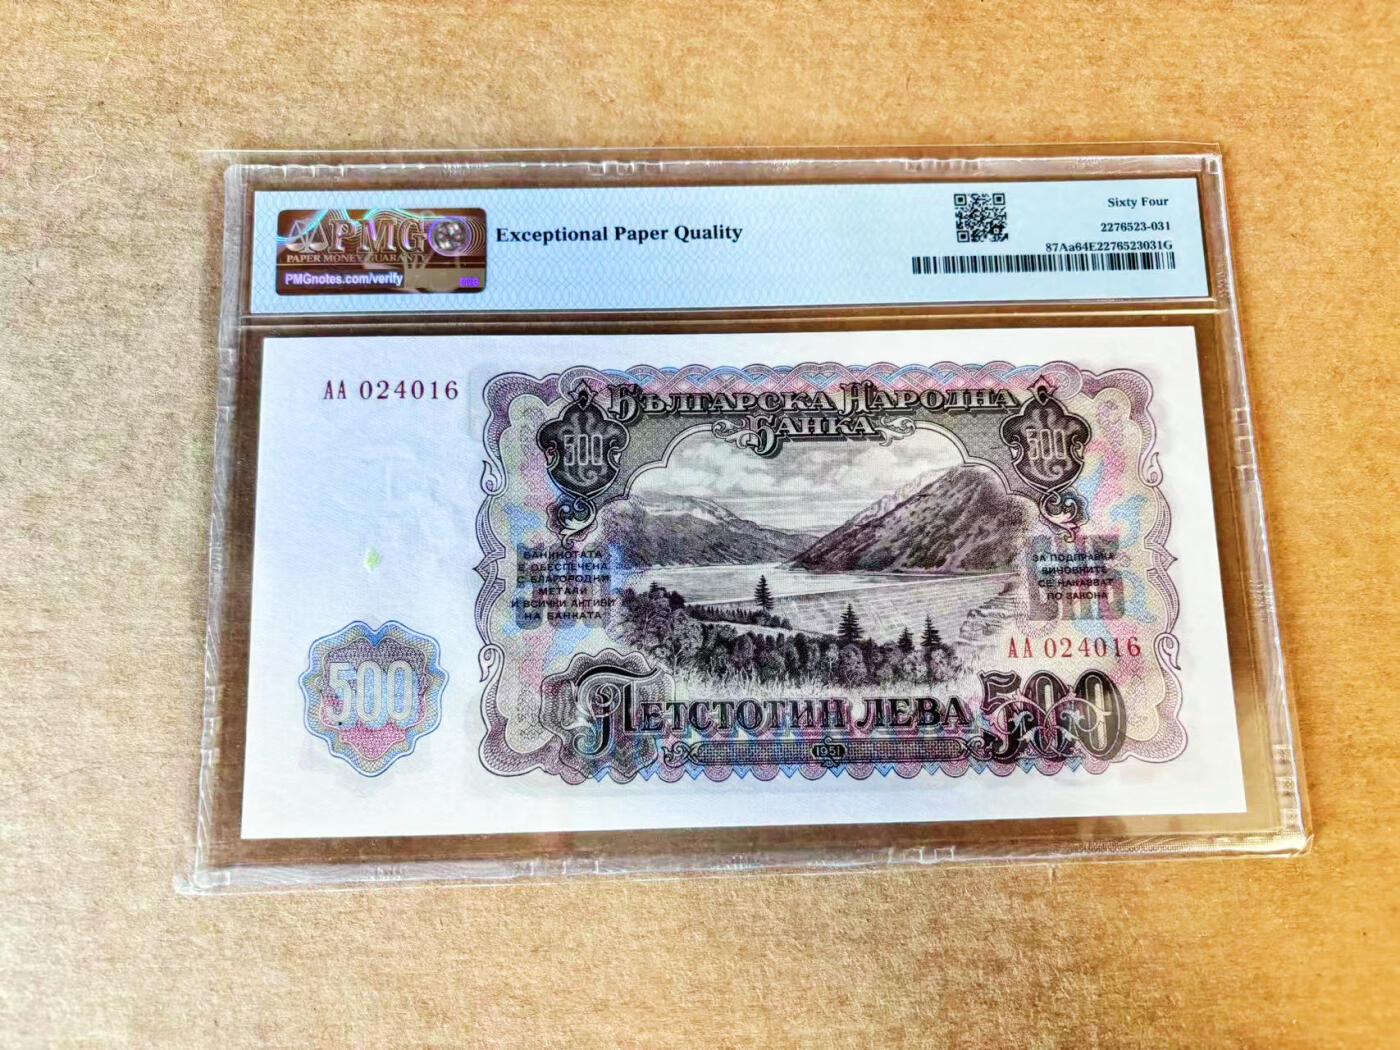 PMG
PAPER MONEY GUARANTY
PMGnotes.com/verify
Exceptional Paper Quality
Sixty Four
2276523-031
87Aa64E2276523031G
АА 024016
БЪЛГАРСКА НАРОДНА
БАНКА
500
500
БАНКНОТАТА
Е ОБЕСПЕЧЕНА
С БЛАГОРОДНИ
МЕТАЛИ
И ВСИЧКИ АКТИВИ
НА БАНКАТА
ЗА ПОДПРАВКА
ВИНОВНИТЕ
СЕ НАКАЗВАТ
ПО ЗАКОНА
АА 024016
500
ПЕТСТОТИН ЛЕВА 500
1951